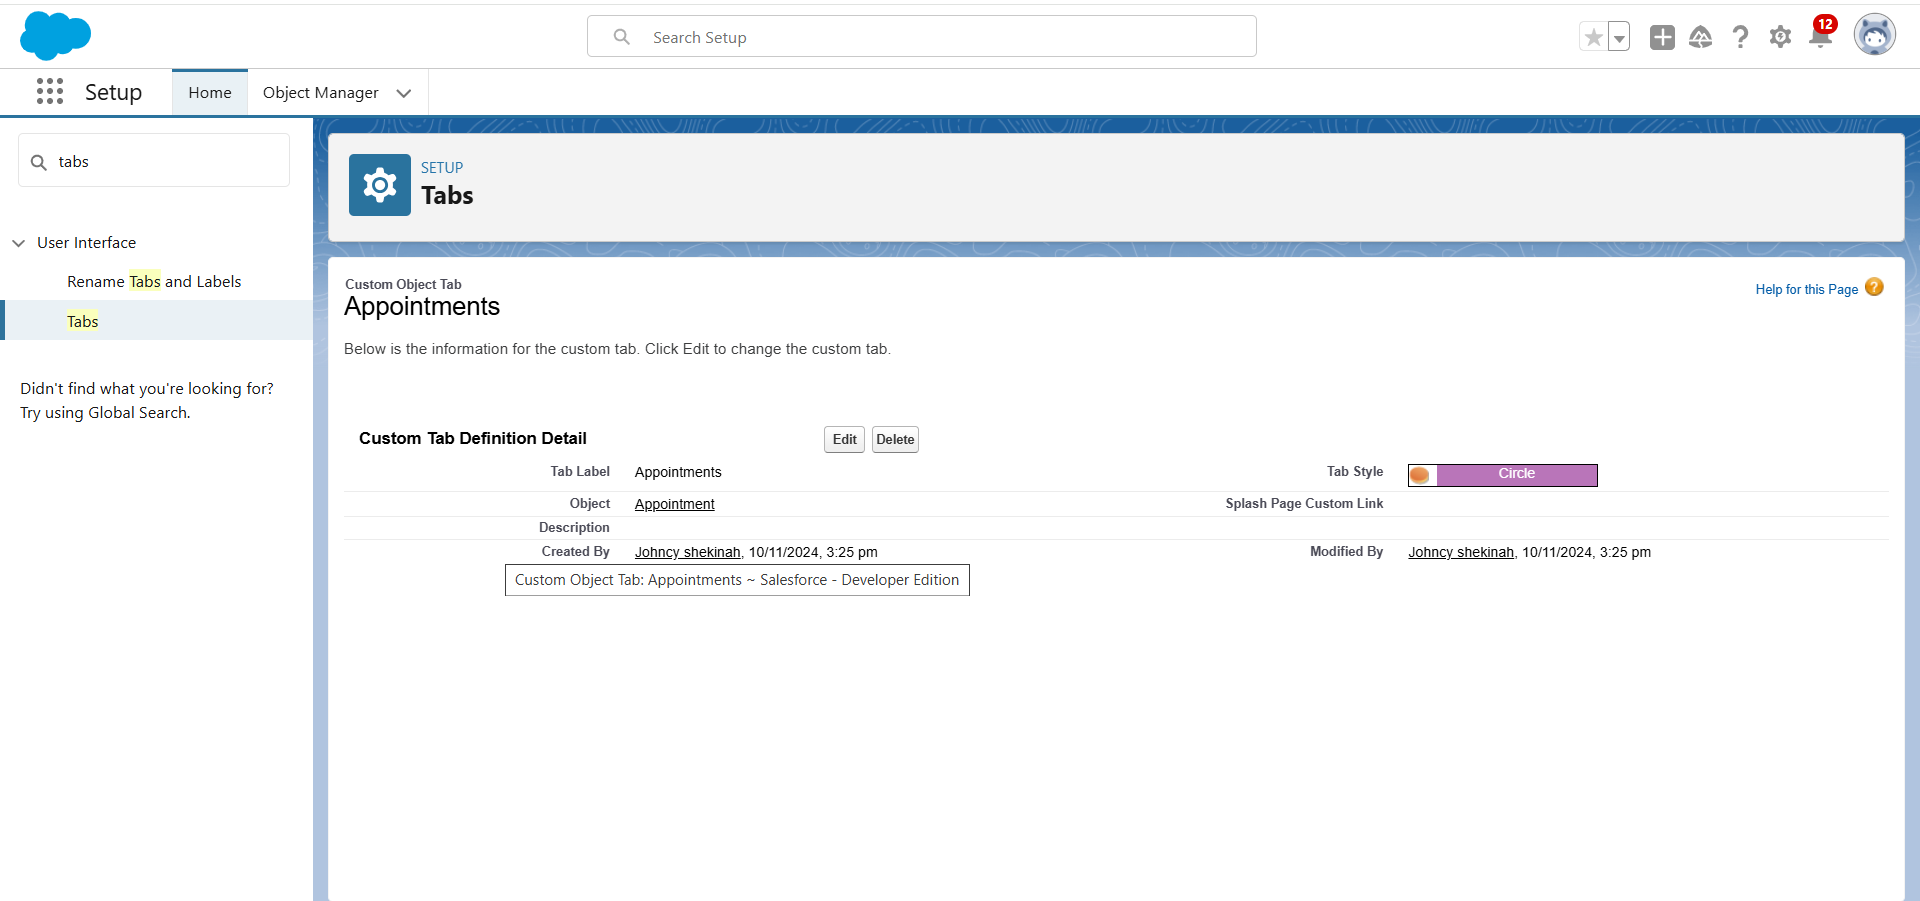 Search Setup
12
Setup
Home
Object Manager
tabs
User Interface
Rename Tabs and Labels
Tabs
Didn't find what you're looking for?
Try using Global Search.
SETUP
Tabs
Custom Object Tab
Appointments
Help for this Page ?
Below is the information for the custom tab. Click Edit to change the custom tab.
Custom Tab Definition Detail
Edit
Delete
Tab Label Appointments
Tab Style Circle
Object Appointment
Splash Page Custom Link
Description
Created By Johncy shekinah, 10/11/2024, 3:25 pm
Modified By Johncy shekinah, 10/11/2024, 3:25 pm
Custom Object Tab: Appointments ~ Salesforce - Developer Edition